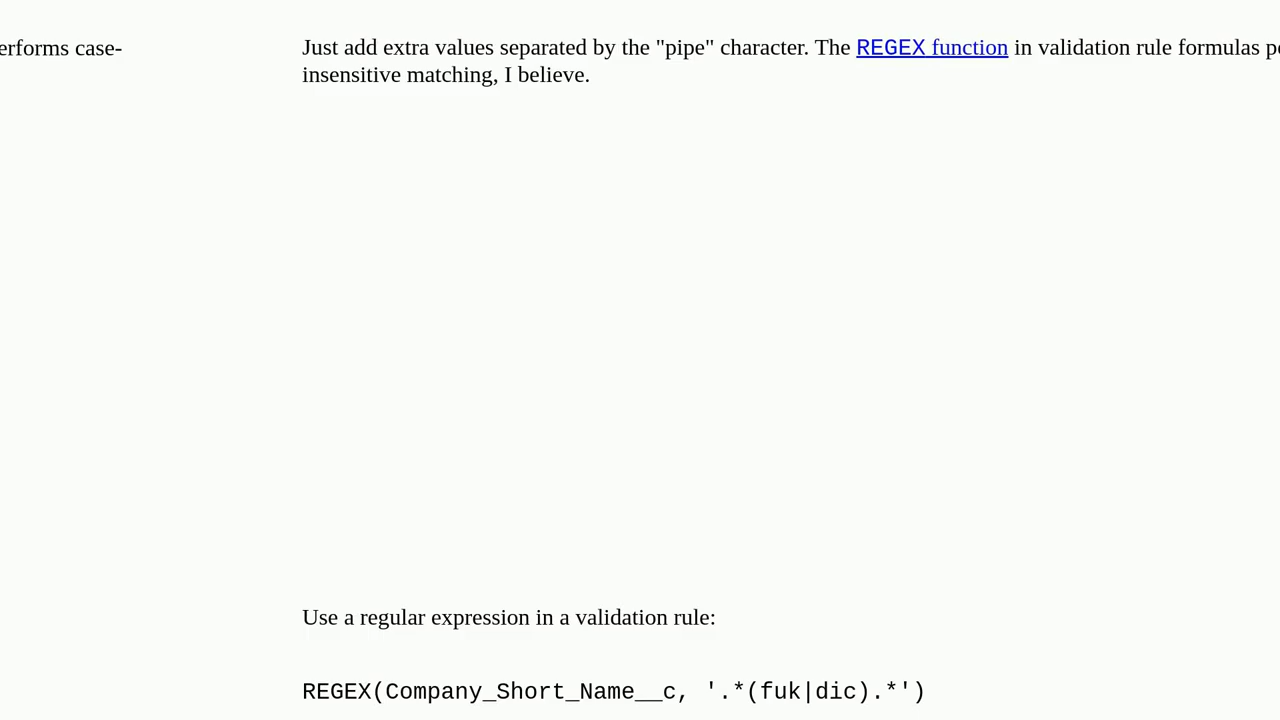 Just add extra values separated by the "pipe" character. The REGEX function in validation rule formulas pe
erforms case-
insensitive matching, I believe.
Use a regular expression in a validation rule:
REGEX(Company_Short_Name__c, '.*(fuk|dic).*')